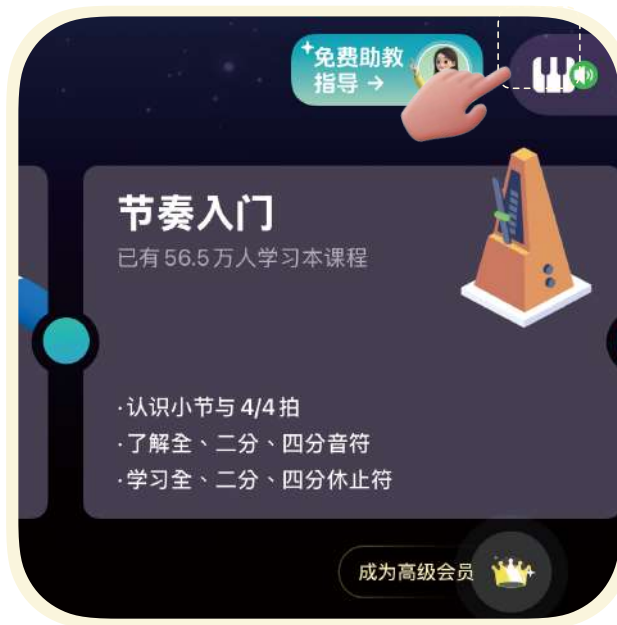 免费助教
指导 →
节奏入门
已有 56.5 万人学习本课程
·认识小节与 4/4 拍
·了解全、二分、四分音符
·学习全、二分、四分休止符
成为高级会员